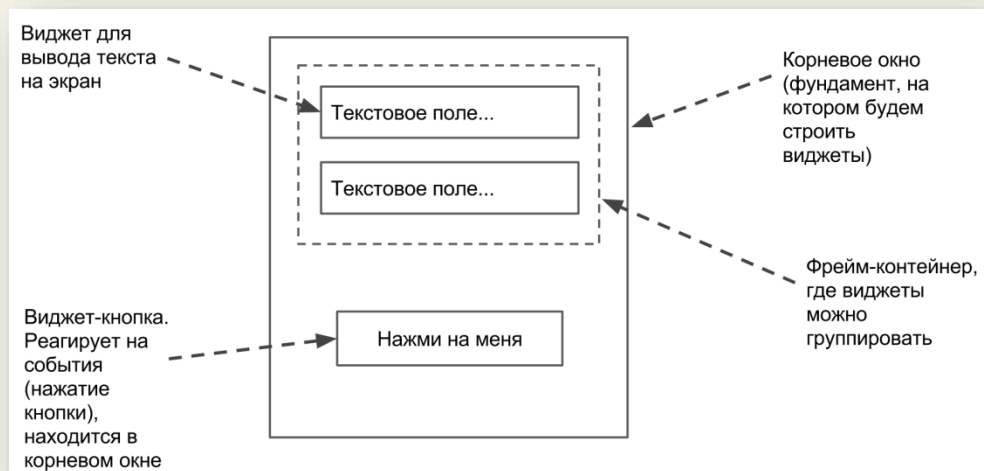 Виджет для
вывода текста
на экран
Текстовое поле...
Текстовое поле...
Корневое окно
(фундамент, на
котором будем
строить
виджеты)
Фрейм-контейнер,
где виджеты
можно
группировать
Виджет-кнопка.
Реагирует на
события
(нажатие
кнопки),
находится в
корневом окне
Нажми на меня